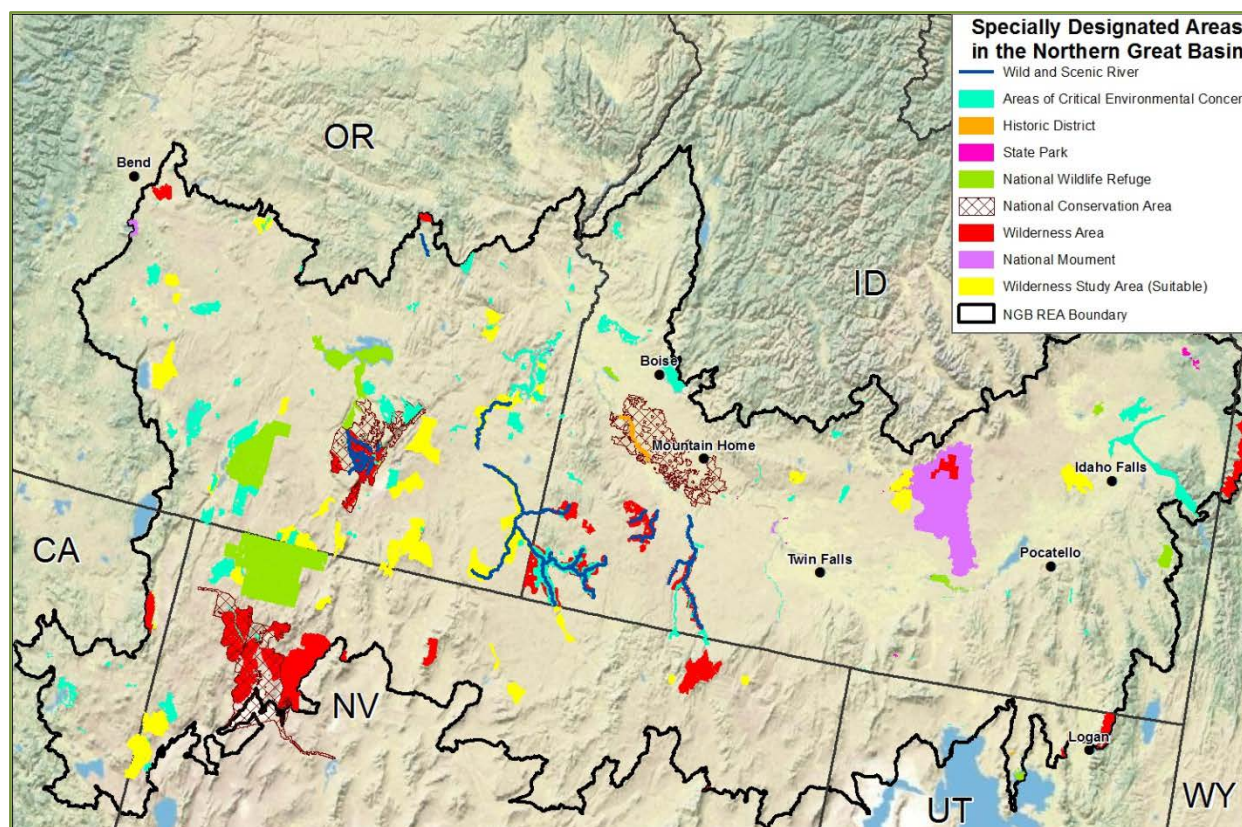 Specially Designated Areas
in the Northern Great Basin
Wild and Scenic River
Areas of Critical Environmental Concer
Historic District
State Park
National Wildlife Refuge
National Conservation Area
Wilderness Area
National Moument
Wilderness Study Area (Suitable)
NGB REA Boundary
OR
Bend
ID
Boise
Mountain Home
Idaho Falls
CA
Twin Falls
Pocatello
NV
Logan
UT
WY